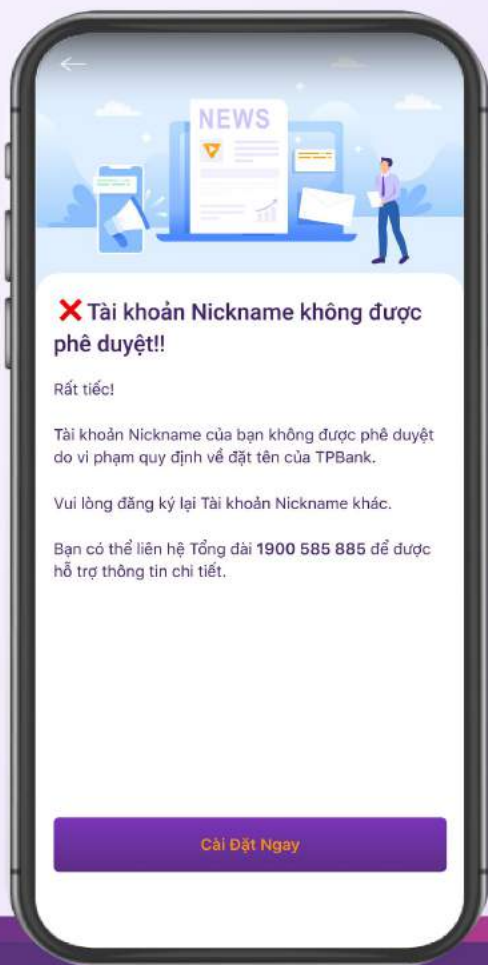 NEWS
❌ Tài khoản Nickname không được
phê duyệt!!
Rất tiếc!
Tài khoản Nickname của bạn không được phê duyệt
do vi phạm quy định về đặt tên của TPBank.
Vui lòng đăng ký lại Tài khoản Nickname khác.
Bạn có thể liên hệ Tổng đài 1900 585 885 để được
hỗ trợ thông tin chi tiết.
Cài Đặt Ngay